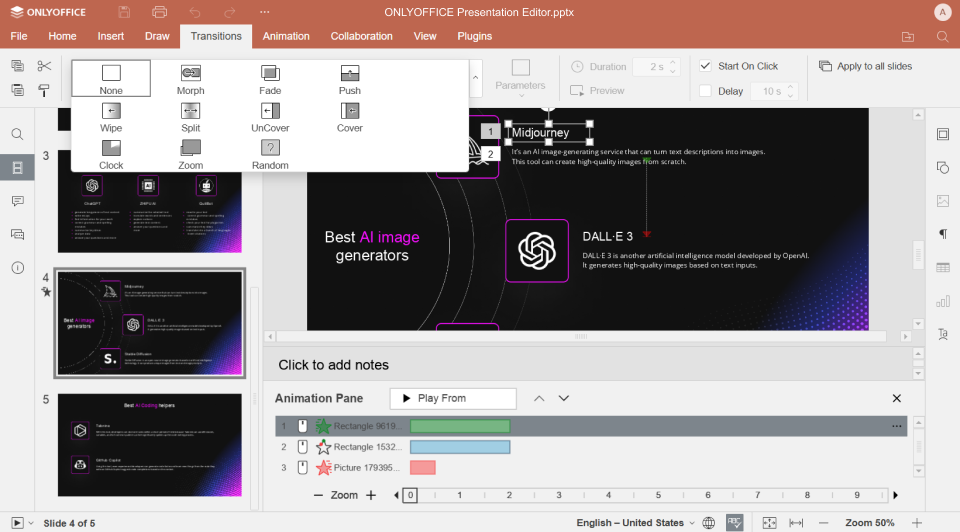 ONLYOFFICE
ONLYOFFICE Presentation Editor.pptx
A
File Home Insert Draw Transitions Animation Collaboration View Plugins
None Morph Fade Push
Wipe Split UnCover Cover
Clock Zoom Random
Parameters
Duration 2 s
Preview
Start On Click
Delay 10 s
Apply to all slides
3
ChatGPT
4
Midjourney
Best AI image
generators
DALL·E 3
Stable Diffusion
S.
5
Best AI Coding helpers
Tabnine
GitHub Copilot
1
2
Midjourney
It's an AI image-generating service that can turn text descriptions into images.
This tool can create high-quality images from scratch.
Best AI image
generators
DALL·E 3
DALL·E 3 is another artificial intelligence model developed by OpenAI.
It generates high-quality images based on text inputs.
Click to add notes
Animation Pane Play From
1 Rectangle 9619...
2 Rectangle 1532...
3 Picture 179395...
Zoom 0 1 2 3 4 5 6 7 8 9
Slide 4 of 5 English – United States Zoom 50%